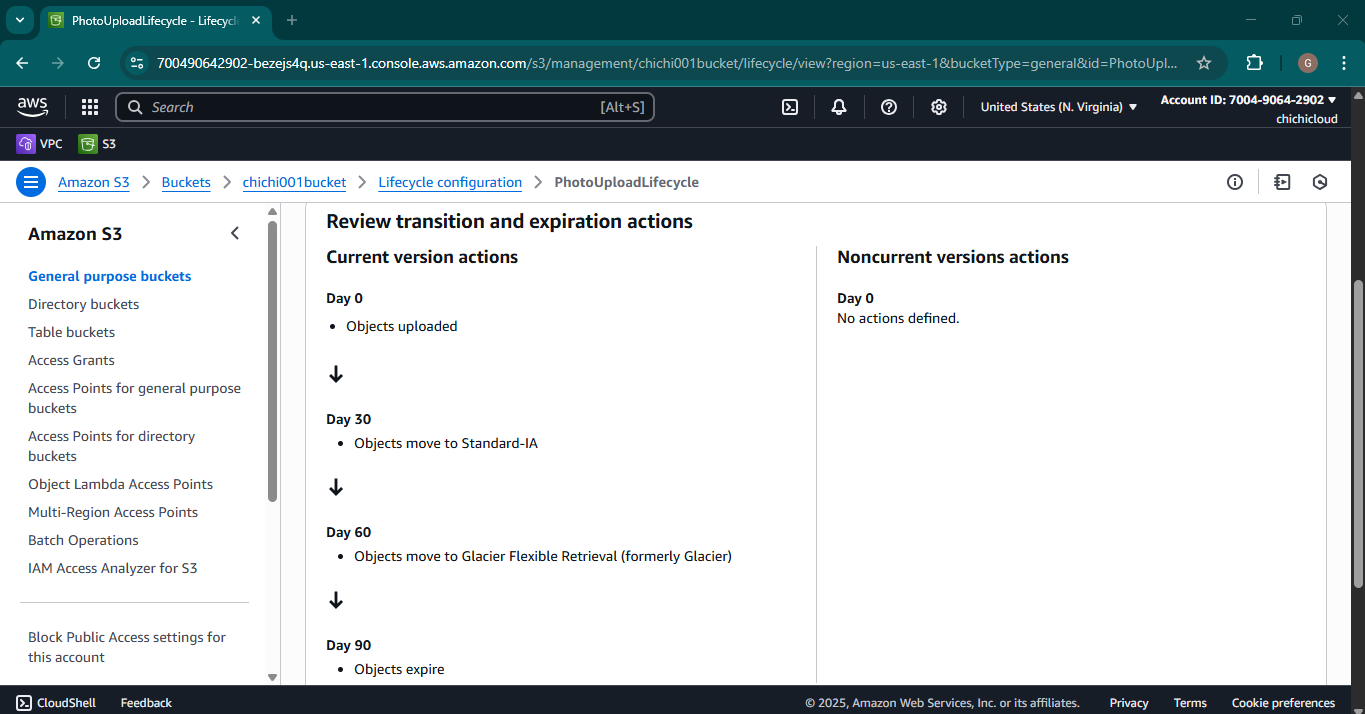 PhotoUploadLifecycle - Lifecycle
700490642902-bezejs4q.us-east-1.console.aws.amazon.com/s3/management/chichi001bucket/lifecycle/view?region=us-east-1&bucketType=general&id=PhotoUpl...
G
aws
Search
[Alt+S]
United States (N. Virginia)
Account ID: 7004-9064-2902
chichicloud
VPC
S3
Amazon S3
Buckets
chichi001bucket
Lifecycle configuration
PhotoUploadLifecycle
Amazon S3
General purpose buckets
Directory buckets
Table buckets
Access Grants
Access Points for general purpose
buckets
Access Points for directory
buckets
Object Lambda Access Points
Multi-Region Access Points
Batch Operations
IAM Access Analyzer for S3
Block Public Access settings for
this account
Review transition and expiration actions
Current version actions
Day 0
Objects uploaded
Day 30
Objects move to Standard-IA
Day 60
Objects move to Glacier Flexible Retrieval (formerly Glacier)
Day 90
Objects expire
Noncurrent versions actions
Day 0
No actions defined.
CloudShell
Feedback
© 2025, Amazon Web Services, Inc. or its affiliates.
Privacy
Terms
Cookie preferences